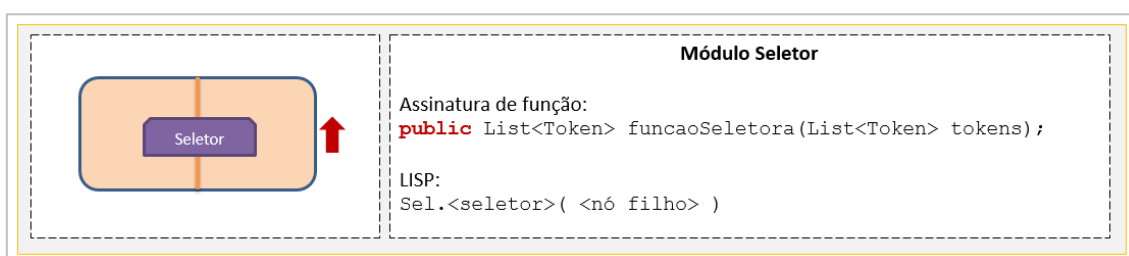 Seletor
Módulo Seletor
Assinatura de função:
public List<Token> funcaoSeletora(List<Token> tokens);
LISP:
Sel.<seletor>( <nó filho> )